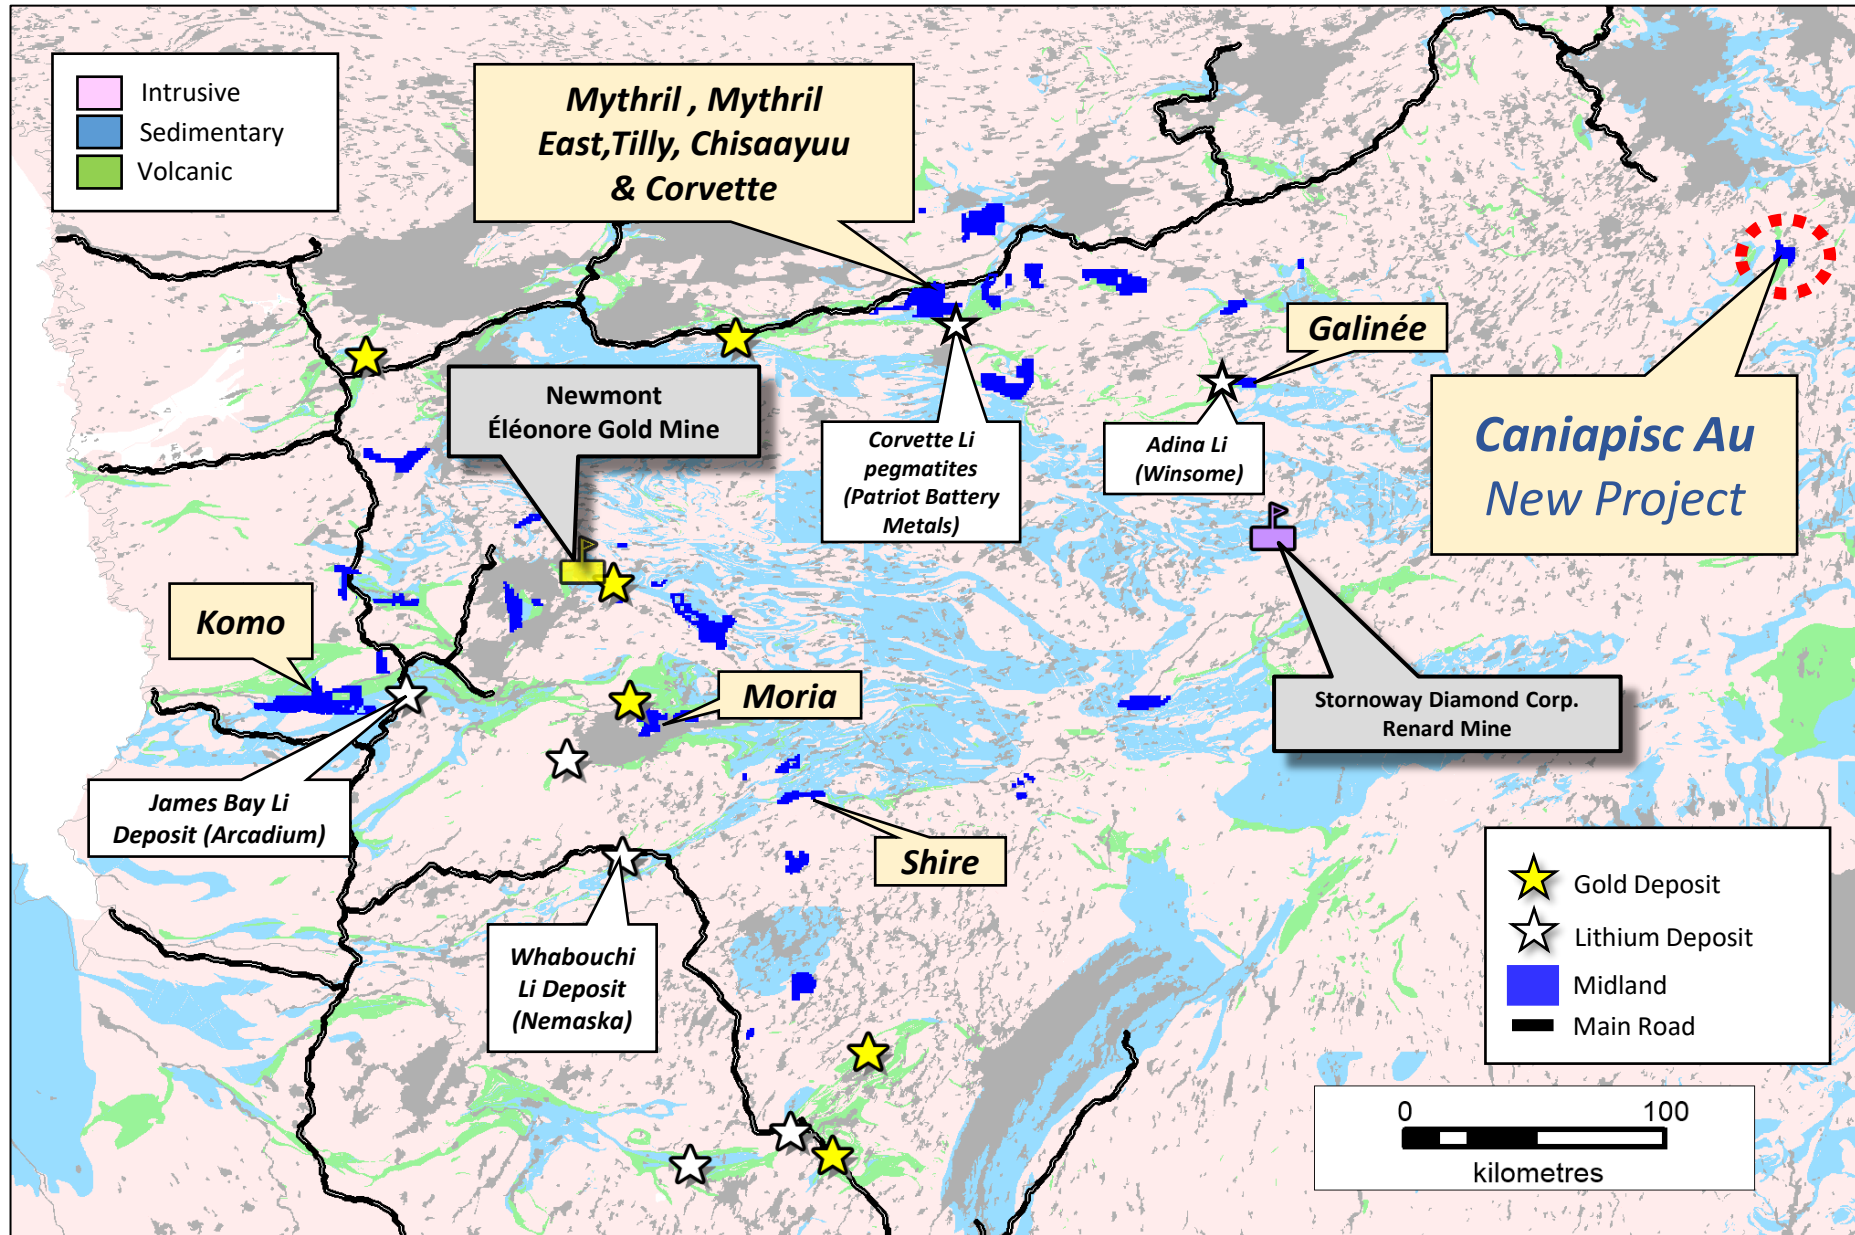 Intrusive
Sedimentary
Volcanic
Mythril , Mythril
East,Tilly, Chisaayuu
& Corvette
Galinée
Newmont
Éléonore Gold Mine
Corvette Li
pegmatites
(Patriot Battery
Metals)
Adina Li
(Winsome)
Caniapisc Au
New Project
Komo
Moria
Stornoway Diamond Corp.
Renard Mine
James Bay Li
Deposit (Arcadium)
Shire
Whabouchi
Li Deposit
(Nemaska)
Gold Deposit
Lithium Deposit
Midland
Main Road
0 100
kilometres